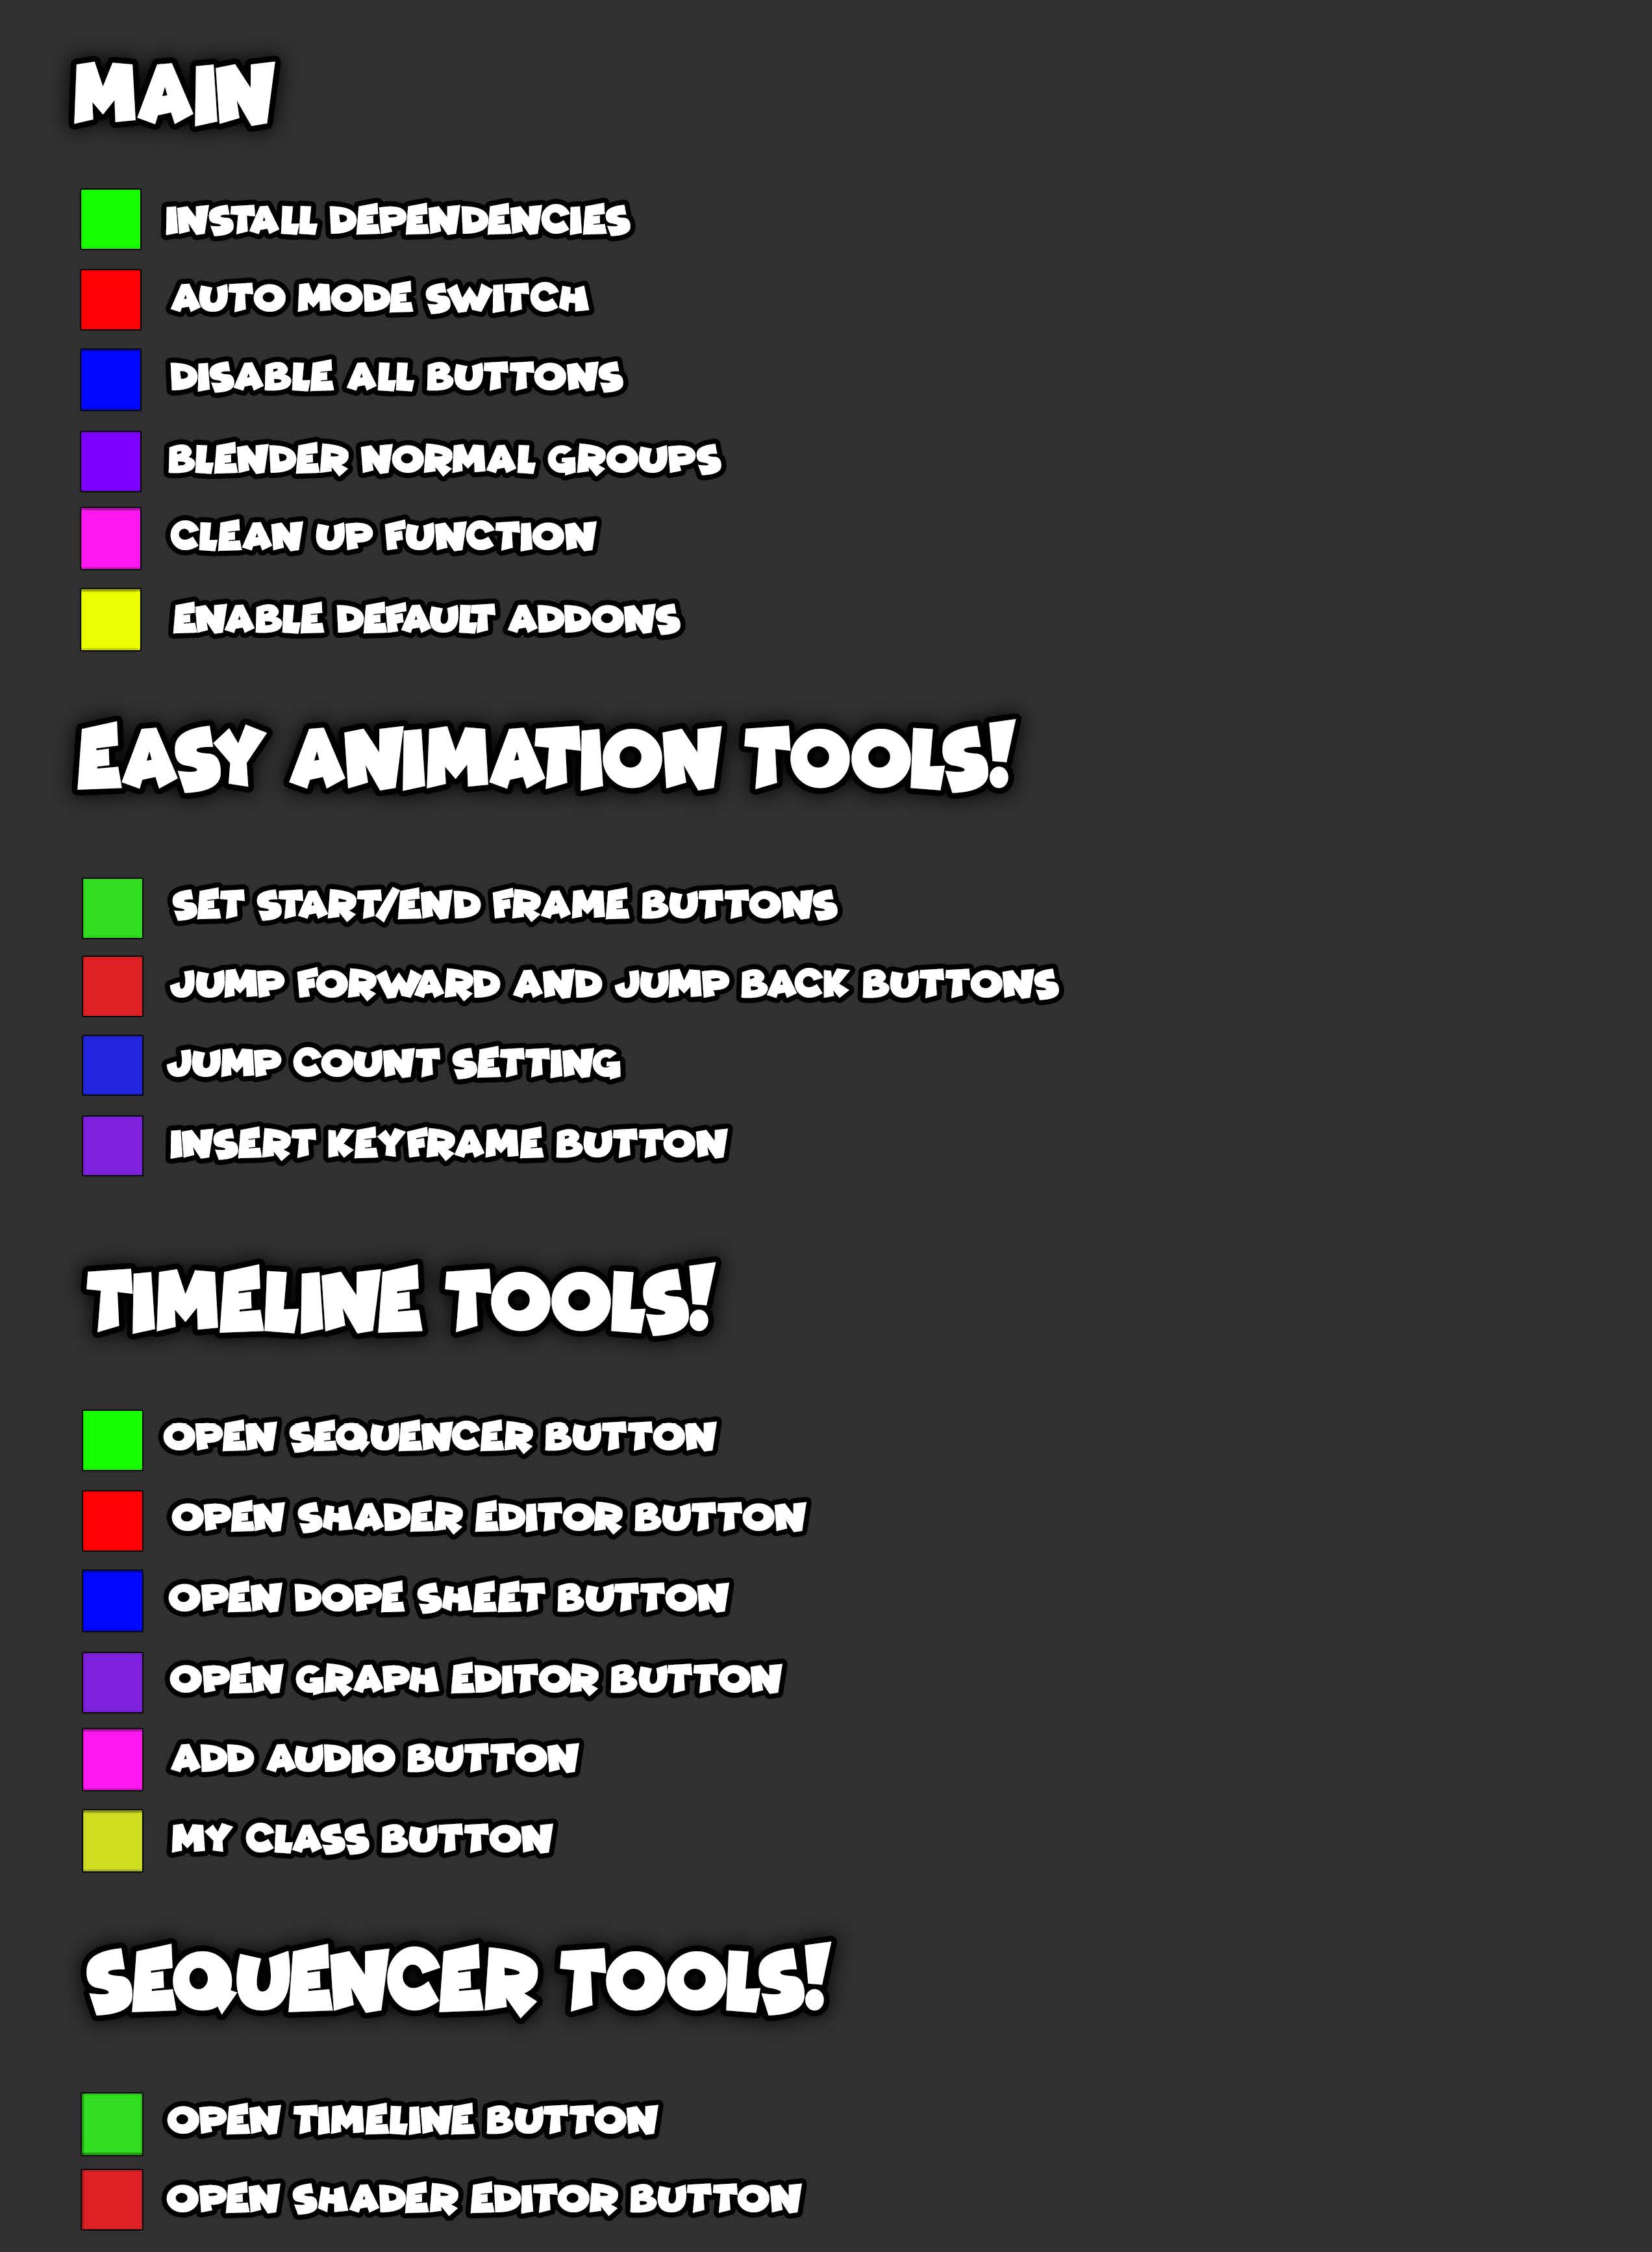 MAIN
INSTALL DEPENDENCIES
AUTO MODE SWITCH
DISABLE ALL BUTTONS
BLENDER NORMAL GROUPS
CLEAN UP FUNCTION
ENABLE DEFAULT ADDONS
EASY ANIMATION TOOLS!
SET START/END FRAME BUTTONS
JUMP FORWARD AND JUMP BACK BUTTONS
JUMP COUNT SETTING
INSERT KEYFRAME BUTTON
TIMELINE TOOLS!
OPEN SEQUENCER BUTTON
OPEN SHADER EDITOR BUTTON
OPEN DOPE SHEET BUTTON
OPEN GRAPH EDITOR BUTTON
ADD AUDIO BUTTON
MY CLASS BUTTON
SEQUENCER TOOLS!
OPEN TIMELINE BUTTON
OPEN SHADER EDITOR BUTTON